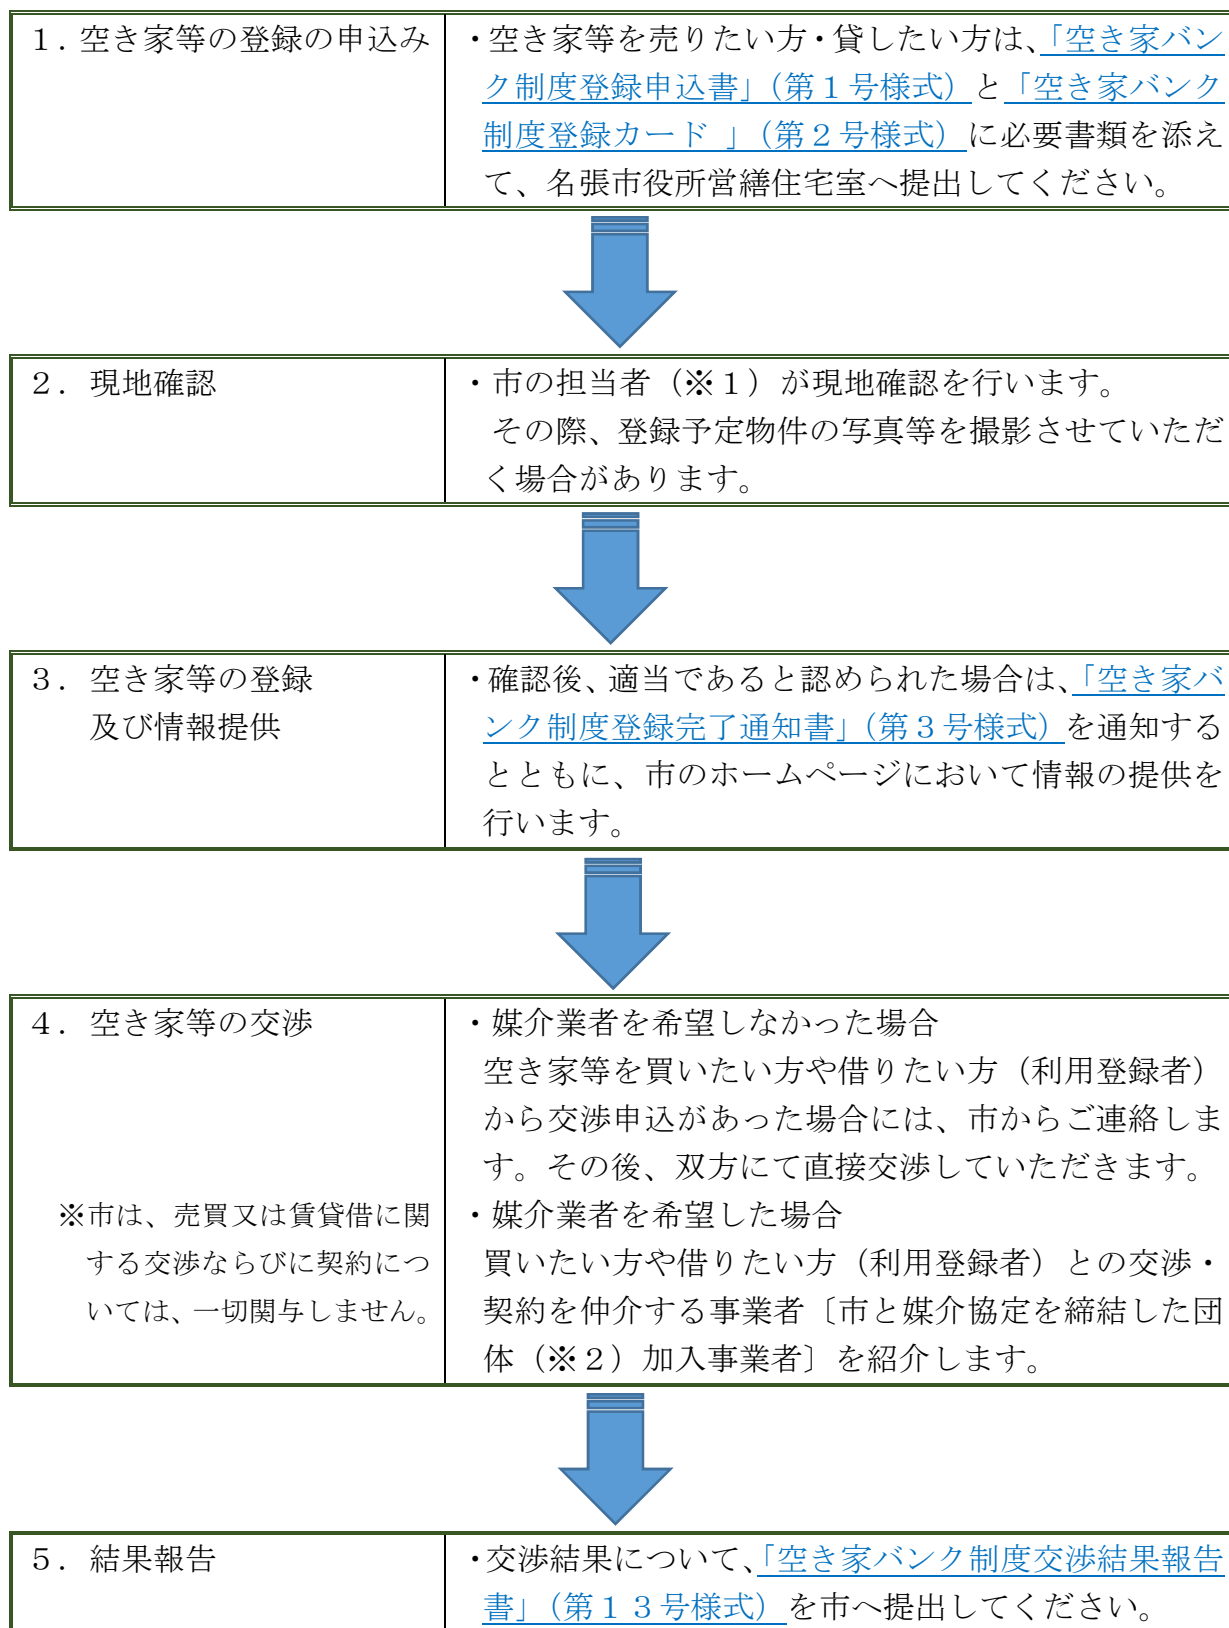 １．空き家等の登録の申込み
・空き家等を売りたい方・貸したい方は、「空き家バン
ク制度登録申込書」（第１号様式）と「空き家バンク
制度登録カード 」（第２号様式）に必要書類を添え
て、名張市役所営繕住宅室へ提出してください。
２．現地確認
・市の担当者（※１）が現地確認を行います。
その際、登録予定物件の写真等を撮影させていただ
く場合があります。
３．空き家等の登録
及び情報提供
・確認後、適当であると認められた場合は、「空き家バ
ンク制度登録完了通知書」（第３号様式）を通知する
とともに、市のホームページにおいて情報の提供を
行います。
４．空き家等の交渉
※市は、売買又は賃貸借に関
する交渉ならびに契約につ
いては、一切関与しません。
・媒介業者を希望しなかった場合
空き家等を買いたい方や借りたい方（利用登録者）
から交渉申込があった場合には、市からご連絡しま
す。その後、双方にて直接交渉していただきます。
・媒介業者を希望した場合
買いたい方や借りたい方（利用登録者）との交渉・
契約を仲介する事業者〔市と媒介協定を締結した団
体（※２）加入事業者〕を紹介します。
５．結果報告
・交渉結果について、「空き家バンク制度交渉結果報告
書」（第１３号様式）を市へ提出してください。